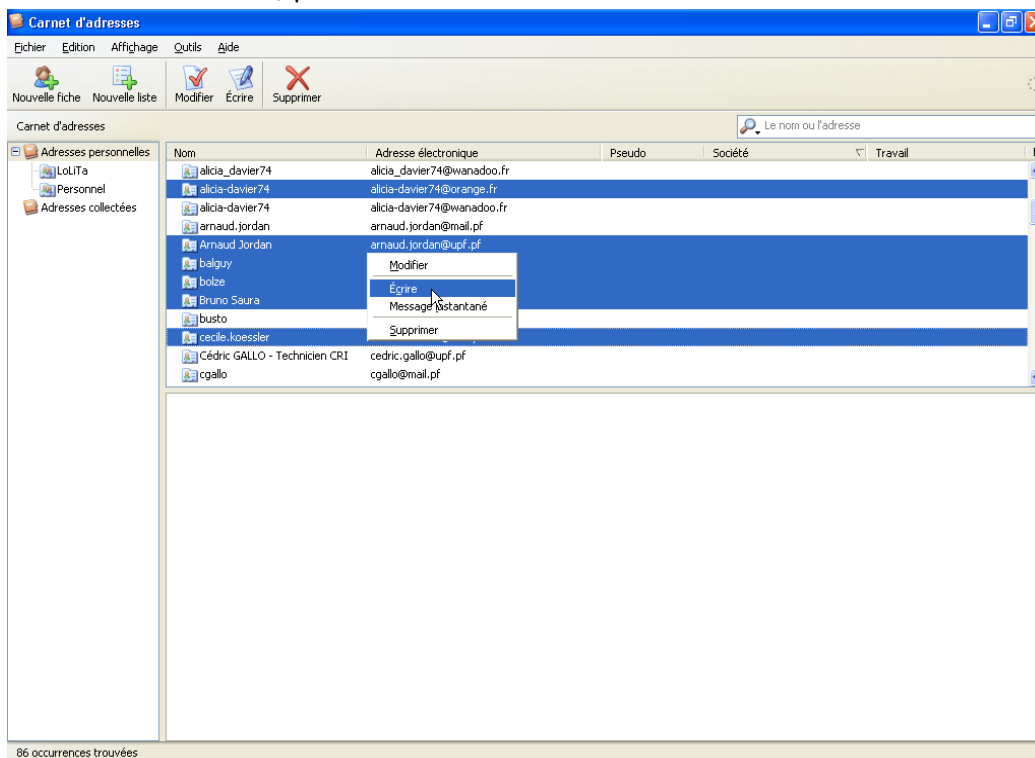 Carnet d'adresses
Fichier Edition Affichage Outils Aide
Nouvelle fiche Nouvelle liste Modifier Écrire Supprimer
Carnet d'adresses Le nom ou l'adresse
Adresses personnelles
LoLiTa
Personnel
Adresses collectées
Nom Adresse électronique Pseudo Société Travail
alicia_davier74 alicia_davier74@wanadoo.fr
alicia-davier74 alicia-davier74@orange.fr
alicia-davier74 alicia-davier74@wanadoo.fr
arnaud.jordan arnaud.jordan@mail.pf
Arnaud Jordan arnaud.jordan@upf.pf
balguy
bolze
Bruno Saura
busto
cecile.koessler
Cédric GALLO - Technicien CRI cedric.gallo@upf.pf
cgallo cgallo@mail.pf
Modifier
Écrire
Message instantané
Supprimer
86 occurrences trouvées